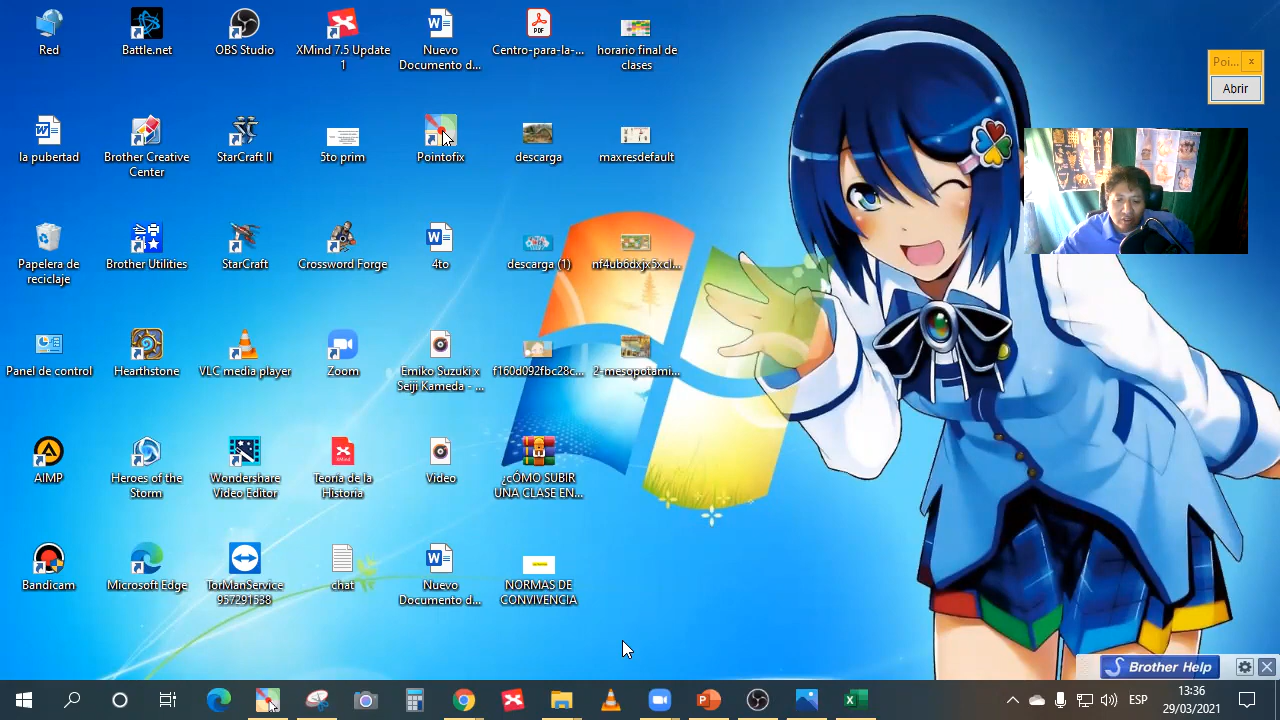 Red
Battle.net
OBS Studio
XMind 7.5 Update
1
Nuevo
Documento d...
Centro-para-la-...
PDF
horario final de
clases
Poi...
x
Abrir
la pubertad
Brother Creative
Center
StarCraft II
5to prim
Pointofix
descarga
maxresdefault
Papelera de
reciclaje
Brother Utilities
StarCraft
Crossword Forge
4to
descarga (1)
nf4ub6dxjx5xcl...
Panel de control
Hearthstone
VLC media player
Zoom
Emiko Suzuki x
Seiji Kameda - ...
f160d092fbc28c...
2-mesopotami...
AIMP
Heroes of the
Storm
Wondershare
Video Editor
Teoria de la
Historia
Video
¿cÓMO SUBIR
UNA CLASE EN...
Bandicam
Microsoft Edge
TorManService
957291538
chat
Nuevo
Documento d...
NORMAS DE
CONVIVENCIA
Brother Help
ESP
13:36
29/03/2021